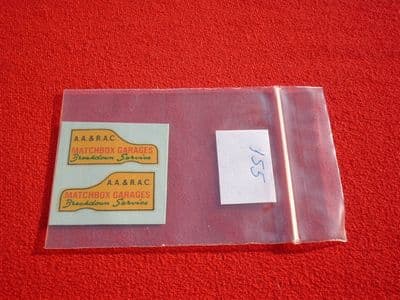 A.A. & R.A.C.
MATCHBOX GARAGES
Breakdown Service
A.A. & R.A.C.
MATCHBOX GARAGES
Breakdown Service
155